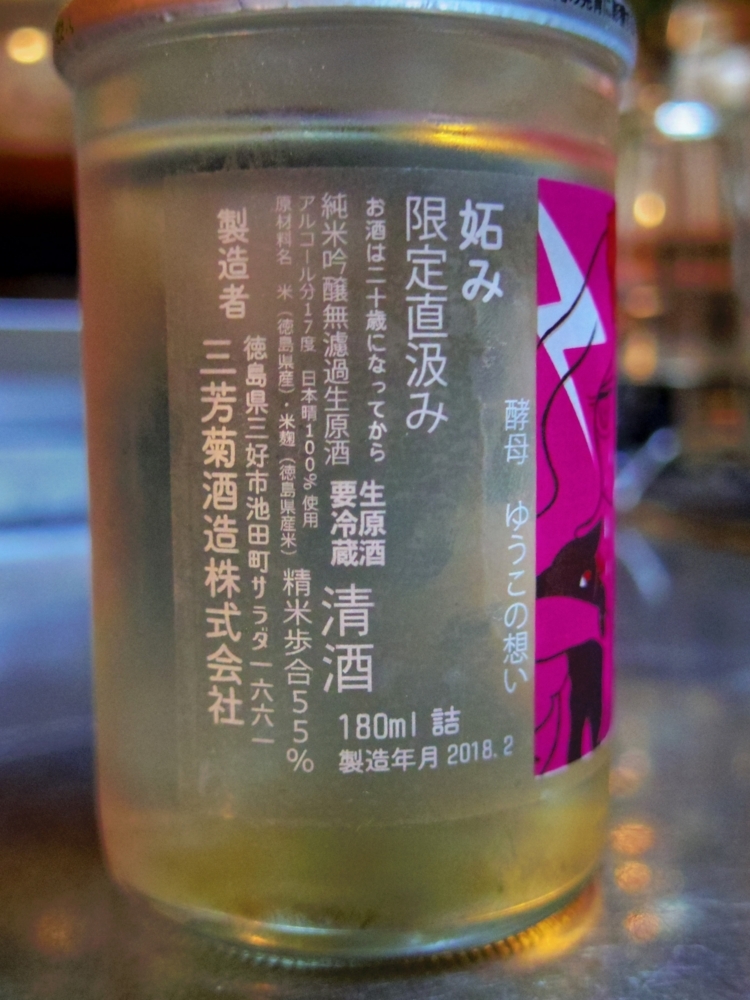 酵母　ゆうこの想い
妬み
限定直汲み
お酒は二十歳になってから
生原酒
要冷蔵
純米吟醸無濾過生原酒
清酒
アルコール分17度　日本晴100%使用
原材料名　米（徳島県産）・米麹（徳島県産米）
精米歩合55%
製造者
徳島県三好市池田町サラダ一六六一
三芳菊酒造株式会社
180ml 詰
製造年月 2018.2